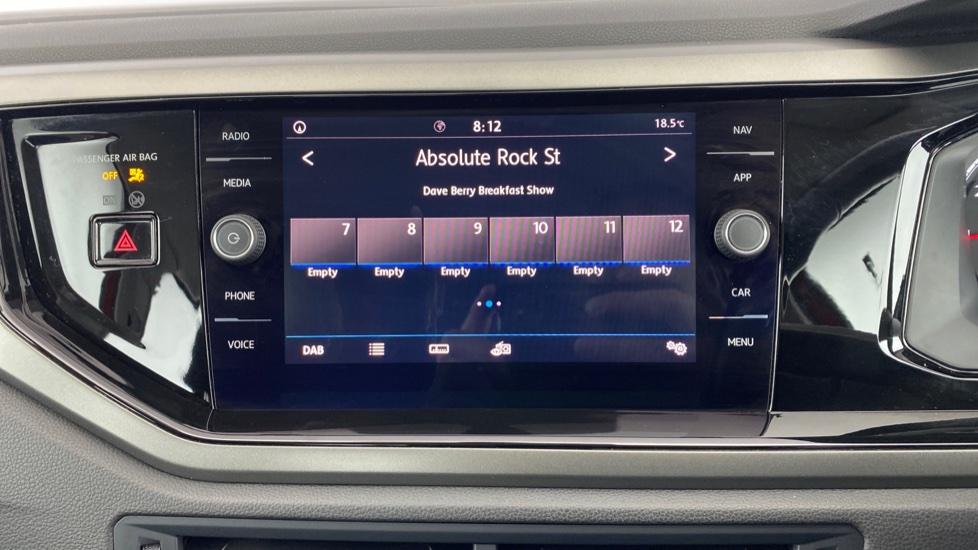 PASSENGER AIR BAG
OFF
ON
RADIO
MEDIA
PHONE
VOICE
8:12
18.5°C
< Absolute Rock St >
Dave Berry Breakfast Show
7 8 9 10 11 12
Empty Empty Empty Empty Empty Empty
DAB
NAV
APP
CAR
MENU